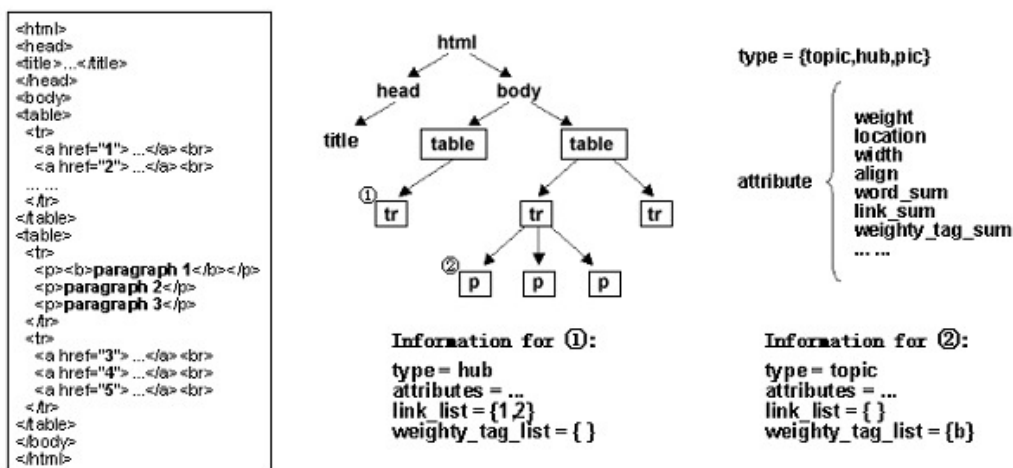 <html>
<head>
<title>...</title>
</head>
<body>
<table>
<tr>
<a href="1"> ...</a><br>
<a href="2"> ...</a><br>
... ...
</tr>
</table>
<table>
<tr>
<p><b>paragraph 1</b></p>
<p>paragraph 2</p>
<p>paragraph 3</p>
</tr>
<tr>
<a href="3"> ...</a><br>
<a href="4"> ...</a><br>
<a href="5"> ...</a><br>
</tr>
</table>
</body>
</html>
html
head body
title table table
① tr tr tr
② p p p
type = {topic,hub,pic}
attribute
weight
location
width
align
word_sum
link_sum
weighty_tag_sum
... ...
Information for ①:
type = hub
attributes = ...
link_list = {1,2}
weighty_tag_list = { }
Information for ②:
type = topic
attributes = ...
link_list = { }
weighty_tag_list = {b}